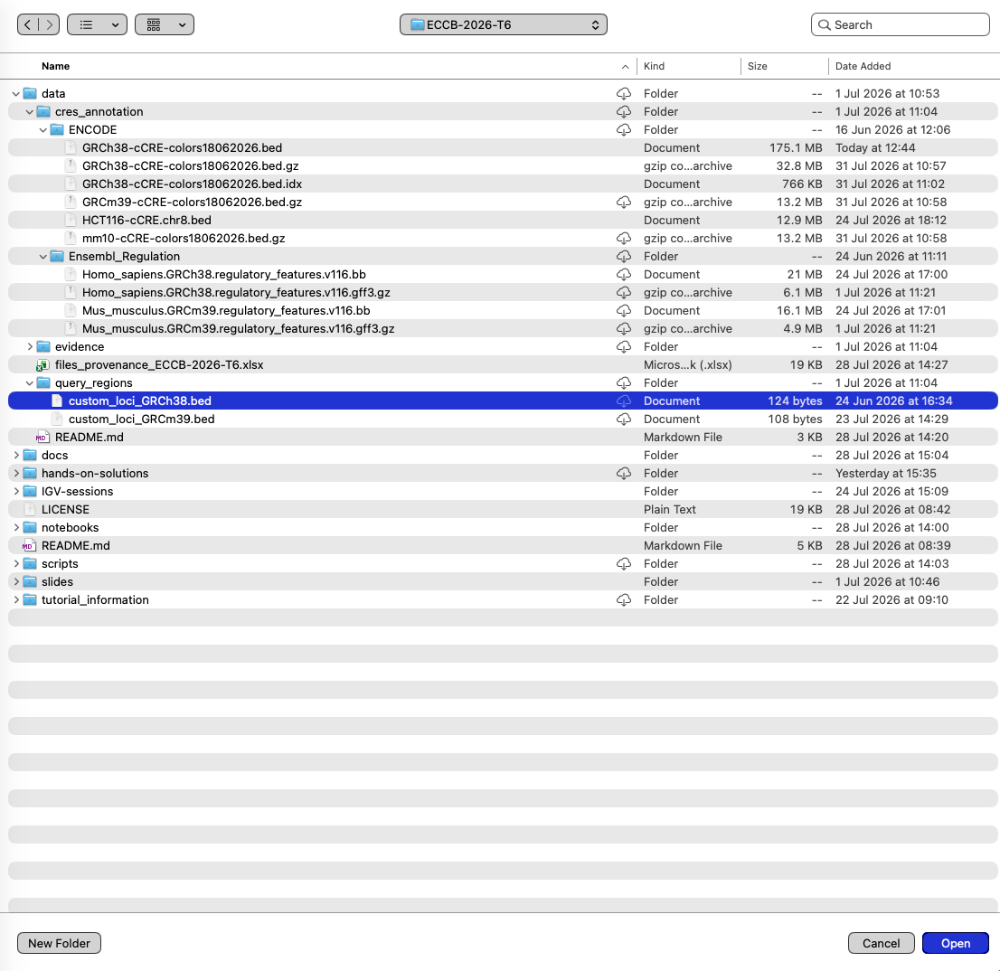 ECCB-2026-T6
Search
Name Kind Size Date Added
data Folder -- 1 Jul 2026 at 10:53
cres_annotation Folder -- 1 Jul 2026 at 11:04
ENCODE Folder -- 16 Jun 2026 at 12:06
GRCh38-cCRE-colors18062026.bed Document 175.1 MB Today at 12:44
GRCh38-cCRE-colors18062026.bed.gz gzip co...archive 32.8 MB 31 Jul 2026 at 10:57
GRCh38-cCRE-colors18062026.bed.idx Document 766 KB 31 Jul 2026 at 11:02
GRCm39-cCRE-colors18062026.bed.gz gzip co...archive 13.2 MB 31 Jul 2026 at 10:58
HCT116-cCRE.chr8.bed Document 12.9 MB 24 Jul 2026 at 18:12
mm10-cCRE-colors18062026.bed.gz gzip co...archive 13.2 MB 31 Jul 2026 at 10:58
Ensembl_Regulation Folder -- 24 Jun 2026 at 11:11
Homo_sapiens.GRCh38.regulatory_features.v116.bb Document 21 MB 24 Jun 2026 at 17:00
Homo_sapiens.GRCh38.regulatory_features.v116.gff3.gz gzip co...archive 6.1 MB 1 Jul 2026 at 11:21
Mus_musculus.GRCm39.regulatory_features.v116.bb Document 16.1 MB 24 Jun 2026 at 17:01
Mus_musculus.GRCm39.regulatory_features.v116.gff3.gz gzip co...archive 4.9 MB 1 Jul 2026 at 11:21
evidence Folder -- 1 Jul 2026 at 11:04
files_provenance_ECCB-2026-T6.xlsx Micros...k (.xlsx) 19 KB 28 Jul 2026 at 14:27
query_regions Folder -- 1 Jul 2026 at 11:04
custom_loci_GRCh38.bed Document 124 bytes 24 Jun 2026 at 16:34
custom_loci_GRCm39.bed Document 108 bytes 23 Jul 2026 at 14:29
README.md Markdown File 3 KB 28 Jul 2026 at 14:20
docs Folder -- 28 Jul 2026 at 15:04
hands-on-solutions Folder -- Yesterday at 15:35
IGV-sessions Folder -- 24 Jun 2026 at 15:09
LICENSE Plain Text 19 KB 28 Jul 2026 at 08:42
notebooks Folder -- 28 Jul 2026 at 14:00
README.md Markdown File 5 KB 28 Jul 2026 at 08:39
scripts Folder -- 28 Jul 2026 at 14:03
slides Folder -- 1 Jul 2026 at 10:46
tutorial_information Folder -- 22 Jul 2026 at 09:10
New Folder Cancel Open